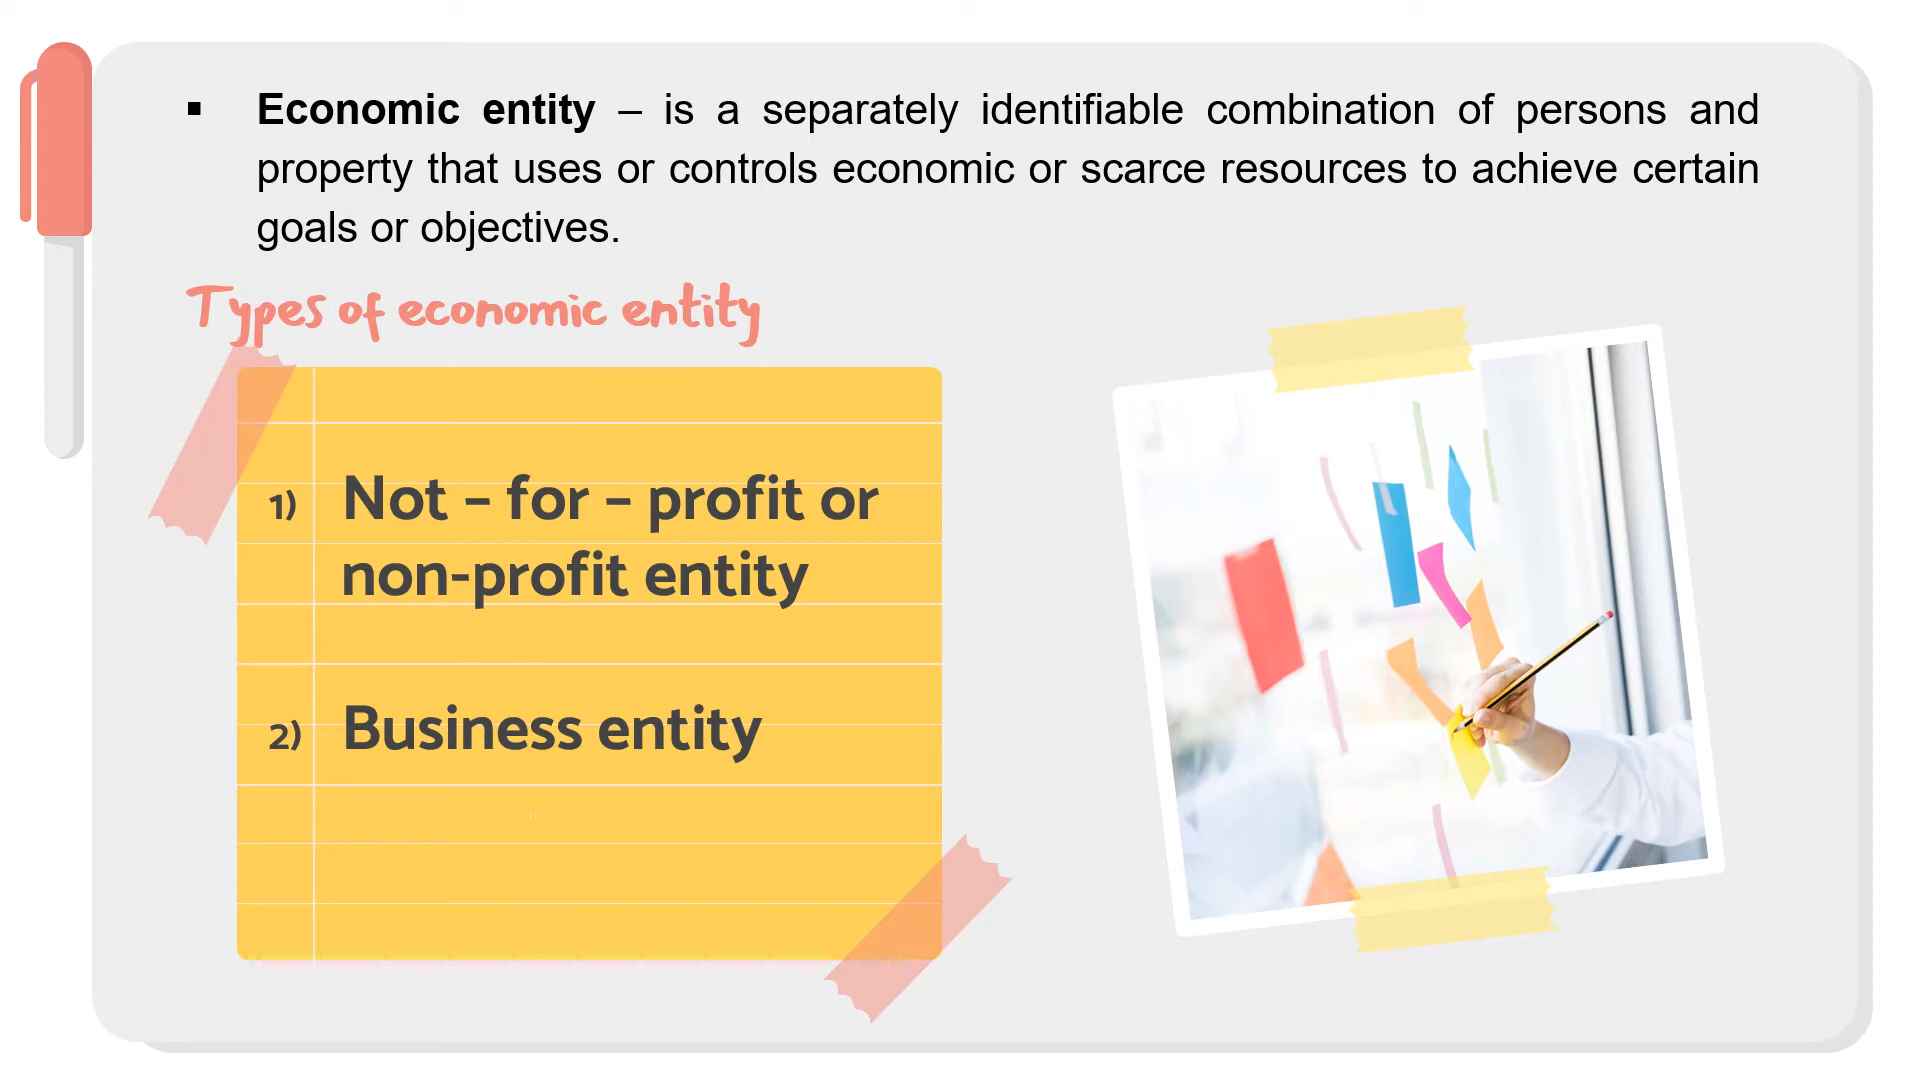 ▪ Economic entity – is a separately identifiable combination of persons and
property that uses or controls economic or scarce resources to achieve certain
goals or objectives.
Types of economic entity
1) Not – for – profit or
non-profit entity
2) Business entity